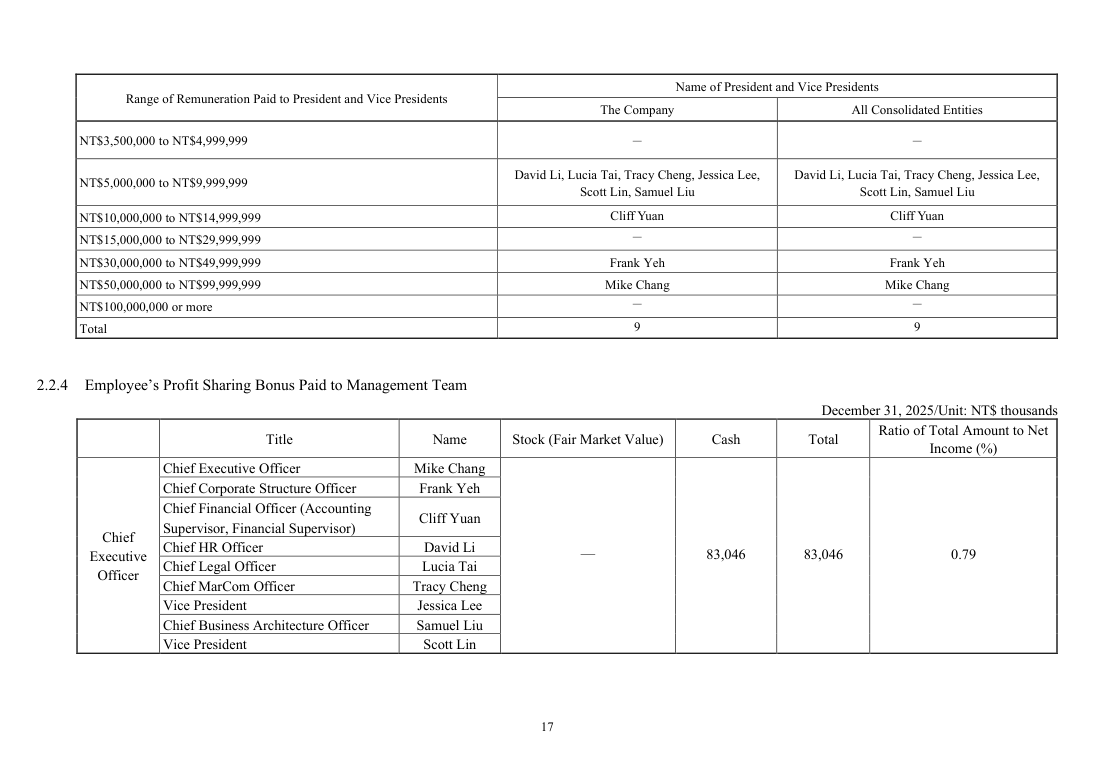 Range of Remuneration Paid to President and Vice Presidents
Name of President and Vice Presidents
The Company
All Consolidated Entities
NT$3,500,000 to NT$4,999,999
—
—
NT$5,000,000 to NT$9,999,999
David Li, Lucia Tai, Tracy Cheng, Jessica Lee,
Scott Lin, Samuel Liu
David Li, Lucia Tai, Tracy Cheng, Jessica Lee,
Scott Lin, Samuel Liu
NT$10,000,000 to NT$14,999,999
Cliff Yuan
Cliff Yuan
NT$15,000,000 to NT$29,999,999
—
—
NT$30,000,000 to NT$49,999,999
Frank Yeh
Frank Yeh
NT$50,000,000 to NT$99,999,999
Mike Chang
Mike Chang
NT$100,000,000 or more
—
—
Total
9
9
2.2.4 Employee’s Profit Sharing Bonus Paid to Management Team
December 31, 2025/Unit: NT$ thousands
Title
Name
Stock (Fair Market Value)
Cash
Total
Ratio of Total Amount to Net
Income (%)
Chief
Executive
Officer
Chief Executive Officer
Mike Chang
Chief Corporate Structure Officer
Frank Yeh
Chief Financial Officer (Accounting
Supervisor, Financial Supervisor)
Cliff Yuan
Chief HR Officer
David Li
Chief Legal Officer
Lucia Tai
Chief MarCom Officer
Tracy Cheng
Vice President
Jessica Lee
Chief Business Architecture Officer
Samuel Liu
Vice President
Scott Lin
—
83,046
83,046
0.79
17